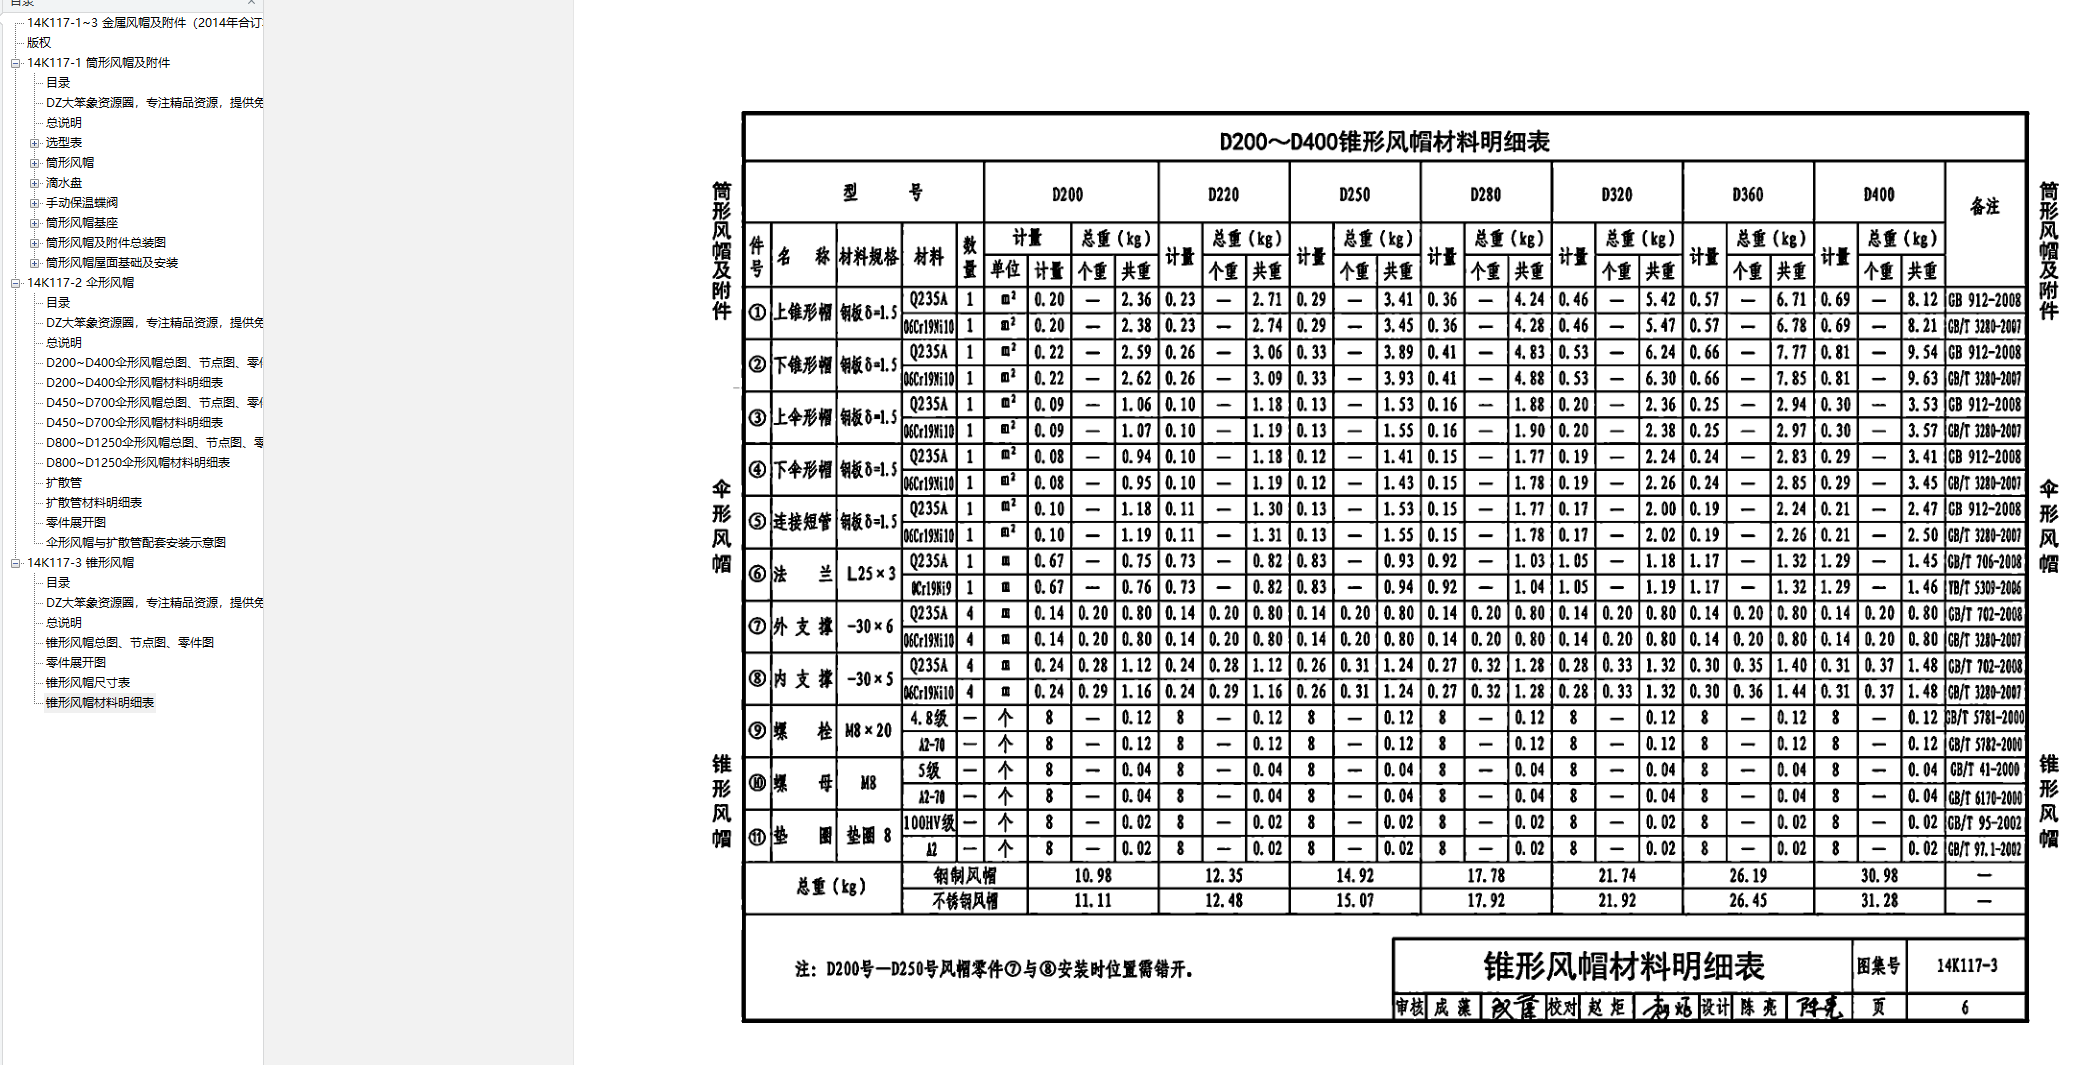 目录
14K117-1~3 金属风帽及附件（2014年合订
版权
14K117-1 筒形风帽及附件
目录
DZ大笨象资源圈，专注精品资源，提供免
总说明
选型表
筒形风帽
滴水盘
手动保温蝶阀
筒形风帽基座
筒形风帽及附件总装图
筒形风帽屋面基础及安装
14K117-2 伞形风帽
目录
DZ大笨象资源圈，专注精品资源，提供免
总说明
D200~D400伞形风帽总图、节点图、零件
D200~D400伞形风帽材料明细表
D450~D700伞形风帽总图、节点图、零件
D450~D700伞形风帽材料明细表
D800~D1250伞形风帽总图、节点图、零
D800~D1250伞形风帽材料明细表
扩散管
扩散管材料明细表
零件展开图
伞形风帽与扩散管配套安装示意图
14K117-3 锥形风帽
目录
DZ大笨象资源圈，专注精品资源，提供免
总说明
锥形风帽总图、节点图、零件图
零件展开图
锥形风帽尺寸表
锥形风帽材料明细表
筒形风帽及附件
伞形风帽
锥形风帽
D200～D400锥形风帽材料明细表
型 号 D200 D220 D250 D280 D320 D360 D400 备注
件号 名 称 材料规格 材料 数量 计量 总重(kg) 计量 总重(kg) 计量 总重(kg) 计量 总重(kg) 计量 总重(kg) 计量 总重(kg) 计量 总重(kg)
单位 计量 个重 共重 个重 共重 个重 共重 个重 共重 个重 共重 个重 共重 个重 共重
① 上锥形帽 钢板δ=1.5 Q235A 1 m² 0.20 — 2.36 0.23 — 2.71 0.29 — 3.41 0.36 — 4.24 0.46 — 5.42 0.57 — 6.71 0.69 — 8.12 GB 912-2008
06Cr19Ni10 1 m² 0.20 — 2.38 0.23 — 2.74 0.29 — 3.45 0.36 — 4.28 0.46 — 5.47 0.57 — 6.78 0.69 — 8.21 GB/T 3280-2007
② 下锥形帽 钢板δ=1.5 Q235A 1 m² 0.22 — 2.59 0.26 — 3.06 0.33 — 3.89 0.41 — 4.83 0.53 — 6.24 0.66 — 7.77 0.81 — 9.54 GB 912-2008
06Cr19Ni10 1 m² 0.22 — 2.62 0.26 — 3.09 0.33 — 3.93 0.41 — 4.88 0.53 — 6.30 0.66 — 7.85 0.81 — 9.63 GB/T 3280-2007
③ 上伞形帽 钢板δ=1.5 Q235A 1 m² 0.09 — 1.06 0.10 — 1.18 0.13 — 1.53 0.16 — 1.88 0.20 — 2.36 0.25 — 2.94 0.30 — 3.53 GB 912-2008
06Cr19Ni10 1 m² 0.09 — 1.07 0.10 — 1.19 0.13 — 1.55 0.16 — 1.90 0.20 — 2.38 0.25 — 2.97 0.30 — 3.57 GB/T 3280-2007
④ 下伞形帽 钢板δ=1.5 Q235A 1 m² 0.08 — 0.94 0.10 — 1.18 0.12 — 1.41 0.15 — 1.77 0.19 — 2.24 0.24 — 2.83 0.29 — 3.41 GB 912-2008
06Cr19Ni10 1 m² 0.08 — 0.95 0.10 — 1.19 0.12 — 1.43 0.15 — 1.78 0.19 — 2.26 0.24 — 2.85 0.29 — 3.45 GB/T 3280-2007
⑤ 连接短管 钢板δ=1.5 Q235A 1 m² 0.10 — 1.18 0.11 — 1.30 0.13 — 1.53 0.15 — 1.77 0.17 — 2.00 0.19 — 2.24 0.21 — 2.47 GB 912-2008
06Cr19Ni10 1 m² 0.10 — 1.19 0.11 — 1.31 0.13 — 1.55 0.15 — 1.78 0.17 — 2.02 0.19 — 2.26 0.21 — 2.50 GB/T 3280-2007
⑥ 法 兰 L25×3 Q235A 1 m 0.67 — 0.75 0.73 — 0.82 0.83 — 0.93 0.92 — 1.03 1.05 — 1.18 1.17 — 1.32 1.29 — 1.45 GB/T 706-2008
0Cr19Ni9 1 m 0.67 — 0.76 0.73 — 0.82 0.83 — 0.94 0.92 — 1.04 1.05 — 1.19 1.17 — 1.32 1.29 — 1.46 YB/T 5309-2006
⑦ 外 支 撑 -30×6 Q235A 4 m 0.14 0.20 0.80 0.14 0.20 0.80 0.14 0.20 0.80 0.14 0.20 0.80 0.14 0.20 0.80 0.14 0.20 0.80 0.14 0.20 0.80 GB/T 702-2008
06Cr19Ni10 4 m 0.14 0.20 0.80 0.14 0.20 0.80 0.14 0.20 0.80 0.14 0.20 0.80 0.14 0.20 0.80 0.14 0.20 0.80 0.14 0.20 0.80 GB/T 3280-2007
⑧ 内 支 撑 -30×5 Q235A 4 m 0.24 0.28 1.12 0.24 0.28 1.12 0.26 0.31 1.24 0.27 0.32 1.28 0.28 0.33 1.32 0.30 0.35 1.40 0.31 0.37 1.48 GB/T 702-2008
06Cr19Ni10 4 m 0.24 0.29 1.16 0.24 0.29 1.16 0.26 0.31 1.24 0.27 0.32 1.28 0.28 0.33 1.32 0.30 0.36 1.44 0.31 0.37 1.48 GB/T 3280-2007
⑨ 螺 栓 M8×20 4.8级 — 个 8 — 0.12 8 — 0.12 8 — 0.12 8 — 0.12 8 — 0.12 8 — 0.12 8 — 0.12 GB/T 5781-2000
A2-70 — 个 8 — 0.12 8 — 0.12 8 — 0.12 8 — 0.12 8 — 0.12 8 — 0.12 8 — 0.12 GB/T 5782-2000
⑩ 螺 母 M8 5级 — 个 8 — 0.04 8 — 0.04 8 — 0.04 8 — 0.04 8 — 0.04 8 — 0.04 8 — 0.04 GB/T 41-2000
A2-70 — 个 8 — 0.04 8 — 0.04 8 — 0.04 8 — 0.04 8 — 0.04 8 — 0.04 8 — 0.04 GB/T 6170-2000
⑪ 垫 圈 垫圈 8 100HV级 — 个 8 — 0.02 8 — 0.02 8 — 0.02 8 — 0.02 8 — 0.02 8 — 0.02 8 — 0.02 GB/T 95-2002
A2 — 个 8 — 0.02 8 — 0.02 8 — 0.02 8 — 0.02 8 — 0.02 8 — 0.02 8 — 0.02 GB/T 97.1-2002
总重(kg) 钢制风帽 10.98 12.35 14.92 17.78 21.74 26.19 30.98 —
不锈钢风帽 11.11 12.48 15.07 17.92 21.92 26.45 31.28 —
注：D200号—D250号风帽零件⑦与⑧安装时位置需错开。
锥形风帽材料明细表 图集号 14K117-3
审核 成 藻 校对 赵 炬 设计 陈 亮 陈亮 页 6
筒形风帽及附件
伞形风帽
锥形风帽